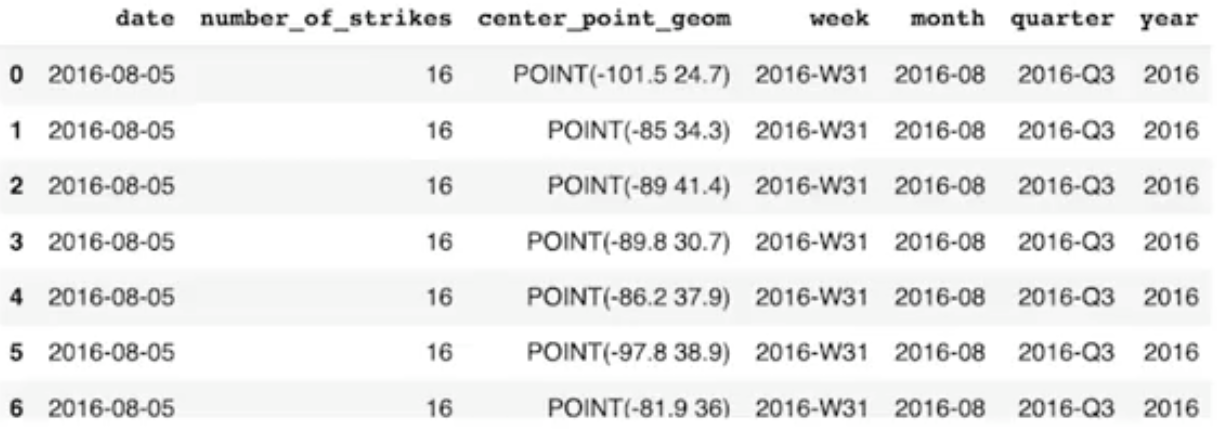 date number_of_strikes center_point_geom week month quarter year
0 2016-08-05 16 POINT(-101.5 24.7) 2016-W31 2016-08 2016-Q3 2016
1 2016-08-05 16 POINT(-85 34.3) 2016-W31 2016-08 2016-Q3 2016
2 2016-08-05 16 POINT(-89 41.4) 2016-W31 2016-08 2016-Q3 2016
3 2016-08-05 16 POINT(-89.8 30.7) 2016-W31 2016-08 2016-Q3 2016
4 2016-08-05 16 POINT(-86.2 37.9) 2016-W31 2016-08 2016-Q3 2016
5 2016-08-05 16 POINT(-97.8 38.9) 2016-W31 2016-08 2016-Q3 2016
6 2016-08-05 16 POINT(-81.9 36) 2016-W31 2016-08 2016-Q3 2016